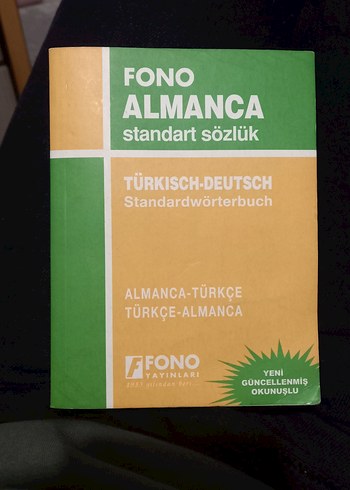 FONO
ALMANCA
standart sözlük
TÜRKISCH-DEUTSCH
Standardwörterbuch
ALMANCA-TÜRKÇE
TÜRKÇE-ALMANCA
FONO
YAYINLARI
YENİ
GÜNCELLENMİŞ
OKUNUŞLU